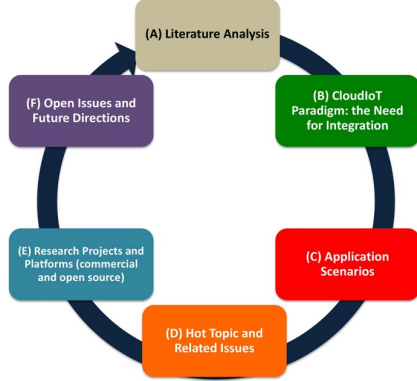 (A) Literature Analysis
(B) CloudIoT
Paradigm: the Need
for Integration
(C) Application
Scenarios
(D) Hot Topic and
Related Issues
(E) Research Projects and
Platforms (commercial
and open source)
(F) Open Issues and
Future Directions